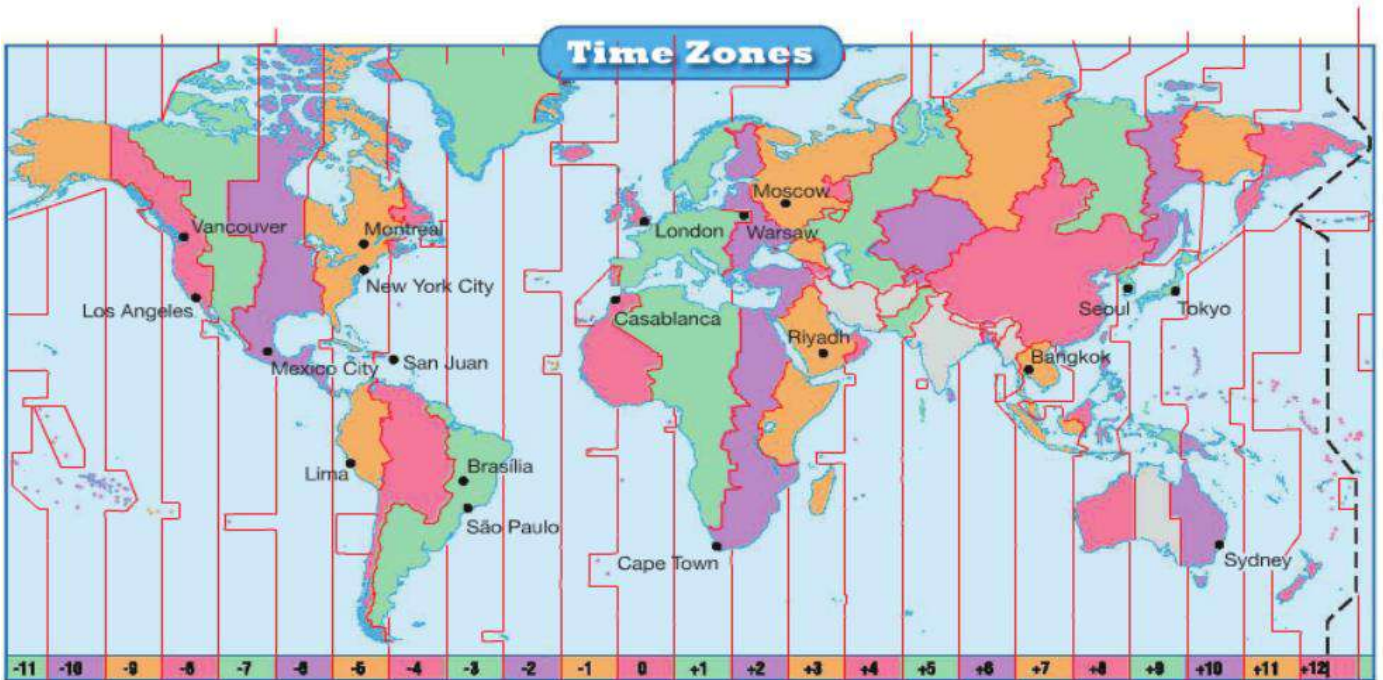 Time Zones
Moscow
Vancouver
Montreal
London
Warsaw
New York City
Los Angeles
Casablanca
Seoul
Tokyo
Riyadh
Mexico City
San Juan
Bangkok
Lima
Brasília
São Paulo
Cape Town
Sydney
-11 -10 -9 -8 -7 -6 -5 -4 -3 -2 -1 0 +1 +2 +3 +4 +5 +6 +7 +8 +9 +10 +11 +12